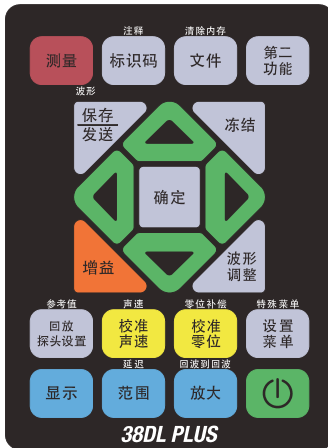 注释
清除内存
测量
标识码
文件
第二
功能
波形
保存
发送
冻结
确定
增益
波形
调整
参考值
声速
零位补偿
特殊菜单
回放
探头设置
校准
声速
校准
零位
设置
菜单
延迟
回波到回波
显示
范围
放大
38DL PLUS